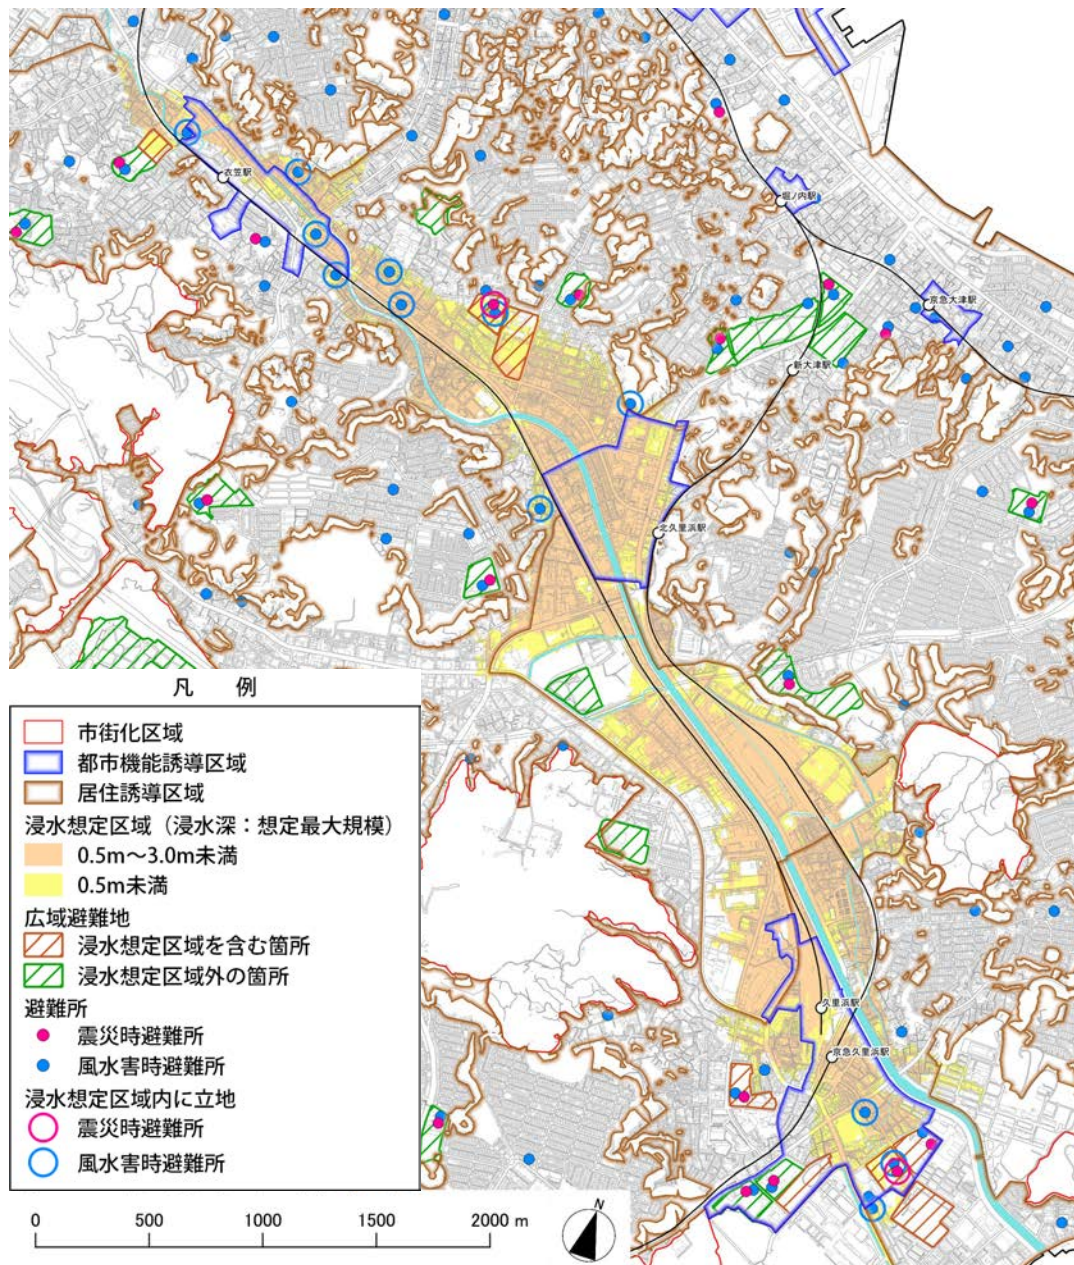 衣笠駅
堀ノ内駅
京急大津駅
新大津駅
北久里浜駅
久里浜駅
京急久里浜駅
凡 例
市街化区域
都市機能誘導区域
居住誘導区域
浸水想定区域（浸水深：想定最大規模）
0.5m～3.0m未満
0.5m未満
広域避難地
浸水想定区域を含む箇所
浸水想定区域外の箇所
避難所
震災時避難所
風水害時避難所
浸水想定区域内に立地
震災時避難所
風水害時避難所
0 500 1000 1500 2000 m
N